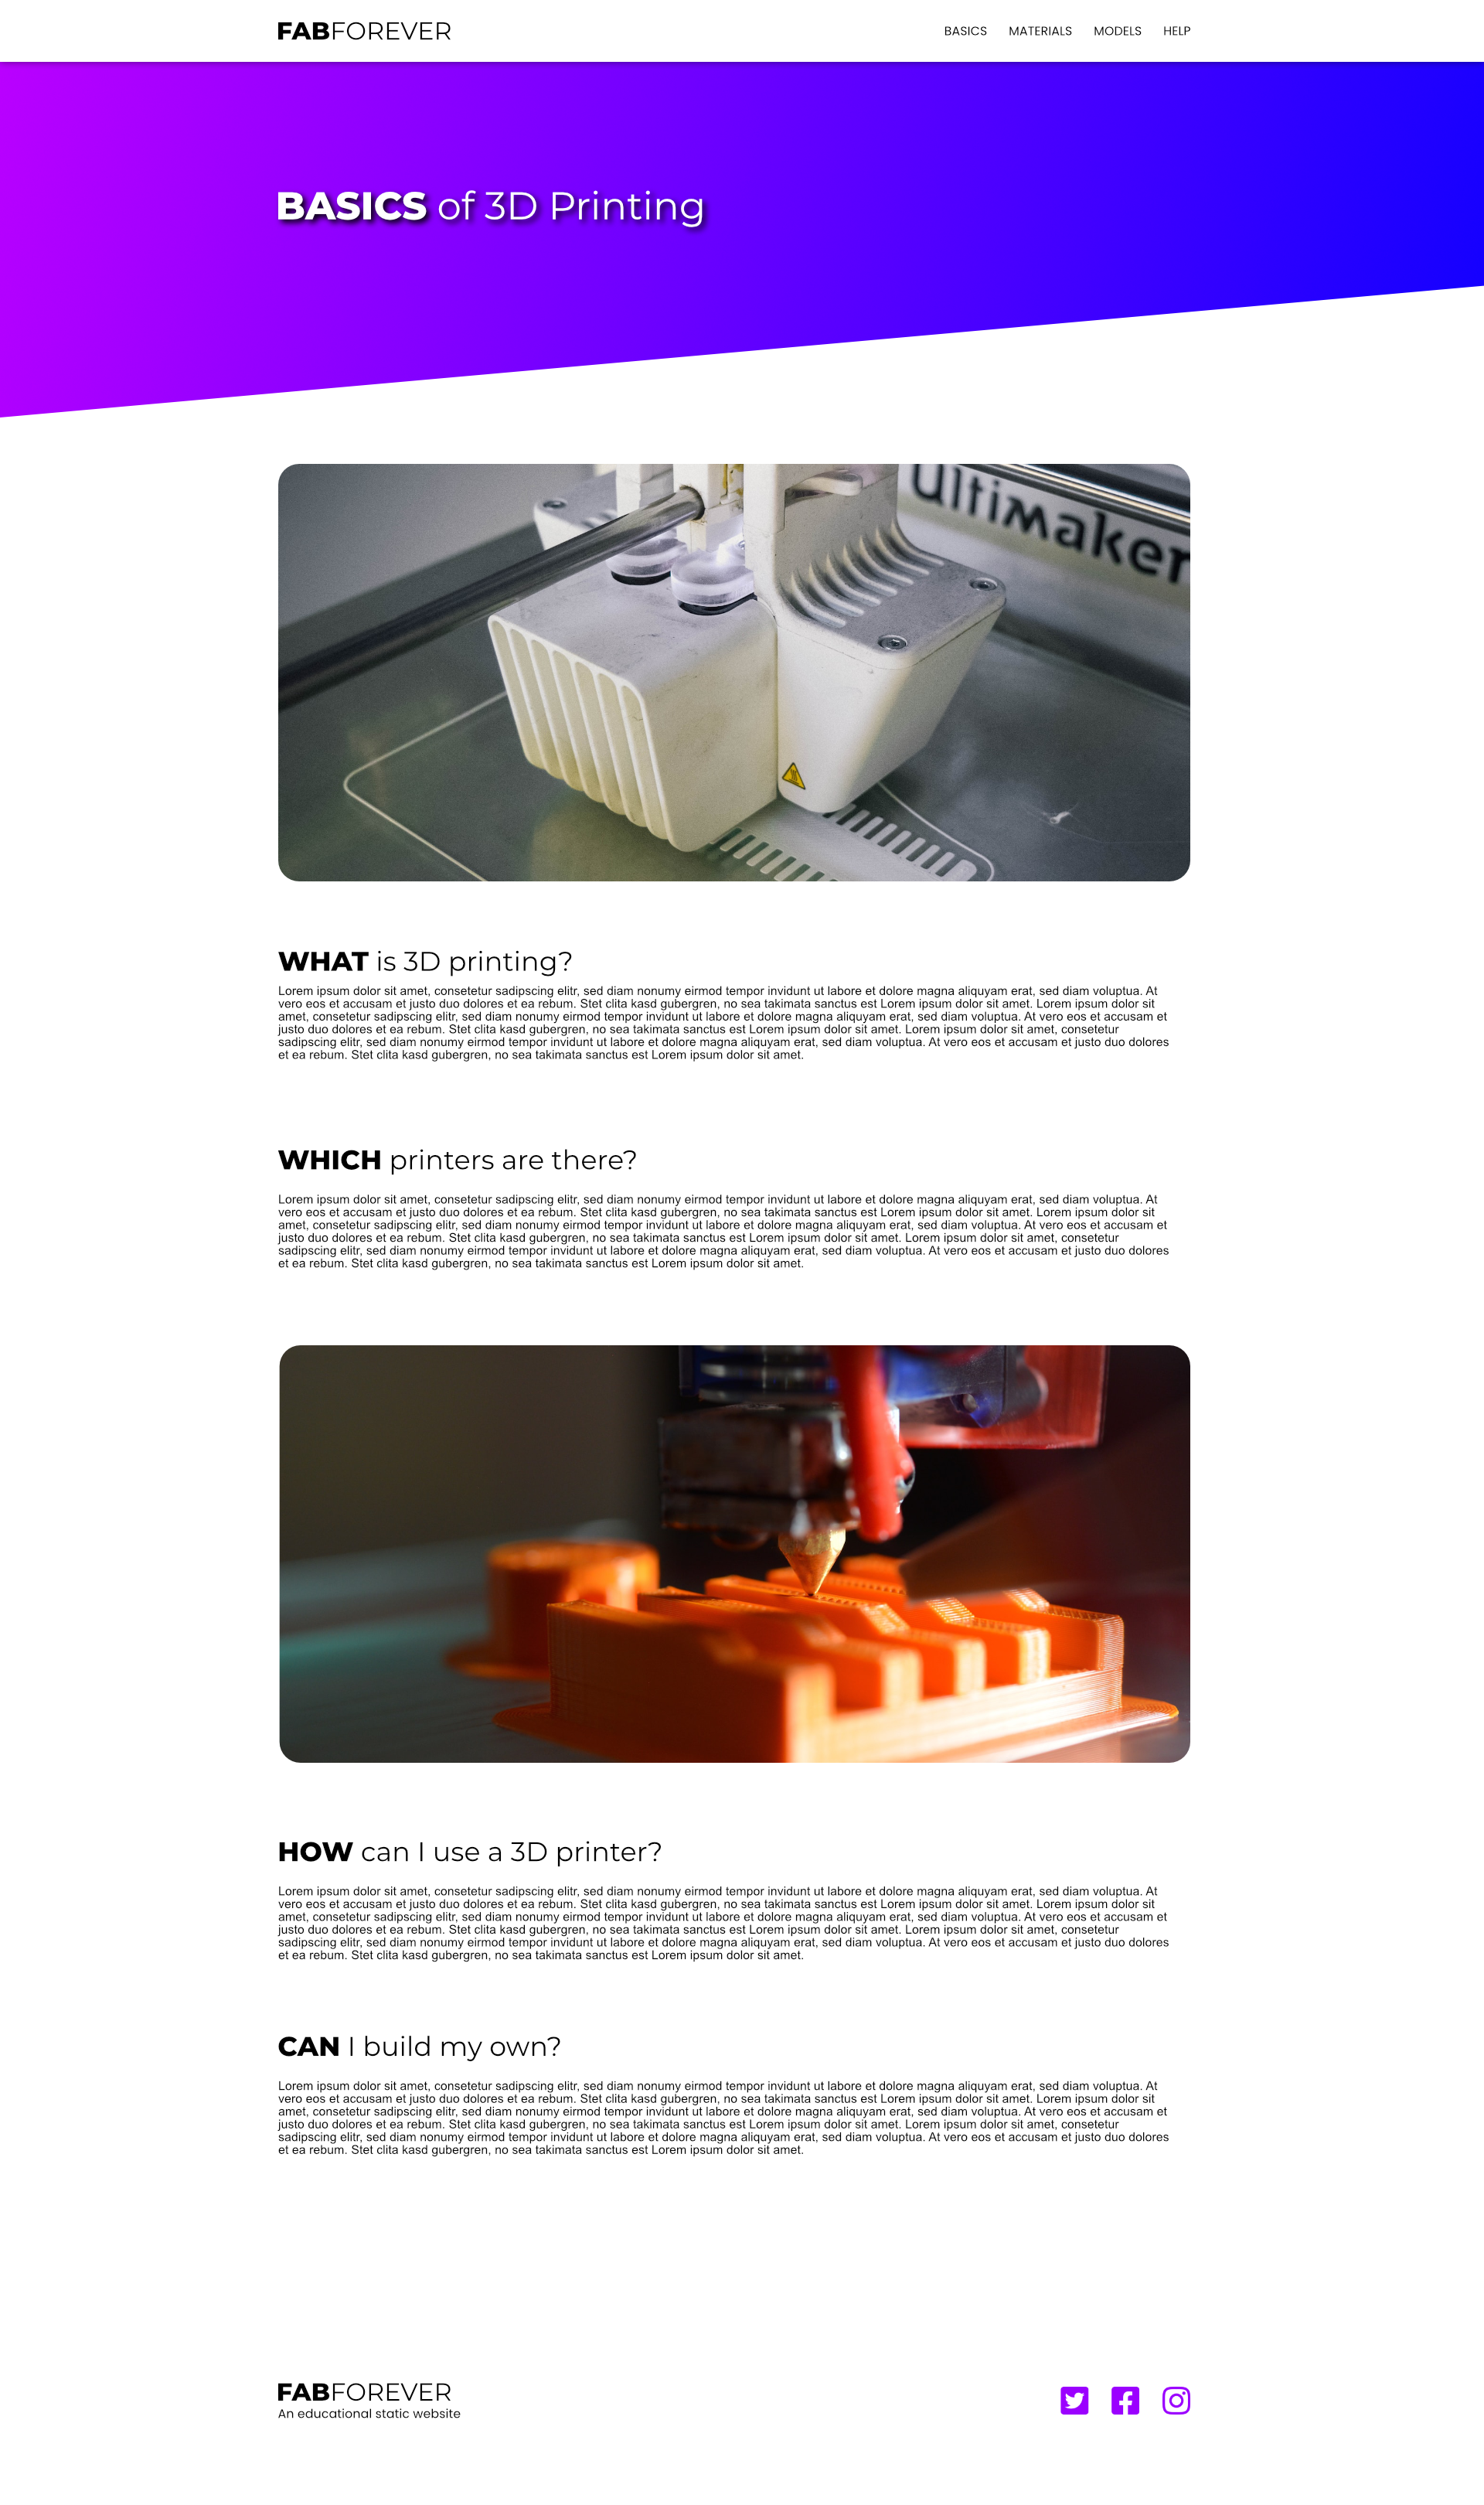 FABFOREVER
BASICS MATERIALS MODELS HELP
BASICS of 3D Printing
Ultimaker
WHAT is 3D printing?
Lorem ipsum dolor sit amet, consetetur sadipscing elitr, sed diam nonumy eirmod tempor invidunt ut labore et dolore magna aliquyam erat, sed diam voluptua. At
vero eos et accusam et justo duo dolores et ea rebum. Stet clita kasd gubergren, no sea takimata sanctus est Lorem ipsum dolor sit amet. Lorem ipsum dolor sit
amet, consetetur sadipscing elitr, sed diam nonumy eirmod tempor invidunt ut labore et dolore magna aliquyam erat, sed diam voluptua. At vero eos et accusam et
justo duo dolores et ea rebum. Stet clita kasd gubergren, no sea takimata sanctus est Lorem ipsum dolor sit amet. Lorem ipsum dolor sit amet, consetetur
sadipscing elitr, sed diam nonumy eirmod tempor invidunt ut labore et dolore magna aliquyam erat, sed diam voluptua. At vero eos et accusam et justo duo dolores
et ea rebum. Stet clita kasd gubergren, no sea takimata sanctus est Lorem ipsum dolor sit amet.
WHICH printers are there?
Lorem ipsum dolor sit amet, consetetur sadipscing elitr, sed diam nonumy eirmod tempor invidunt ut labore et dolore magna aliquyam erat, sed diam voluptua. At
vero eos et accusam et justo duo dolores et ea rebum. Stet clita kasd gubergren, no sea takimata sanctus est Lorem ipsum dolor sit amet. Lorem ipsum dolor sit
amet, consetetur sadipscing elitr, sed diam nonumy eirmod tempor invidunt ut labore et dolore magna aliquyam erat, sed diam voluptua. At vero eos et accusam et
justo duo dolores et ea rebum. Stet clita kasd gubergren, no sea takimata sanctus est Lorem ipsum dolor sit amet. Lorem ipsum dolor sit amet, consetetur
sadipscing elitr, sed diam nonumy eirmod tempor invidunt ut labore et dolore magna aliquyam erat, sed diam voluptua. At vero eos et accusam et justo duo dolores
et ea rebum. Stet clita kasd gubergren, no sea takimata sanctus est Lorem ipsum dolor sit amet.
HOW can I use a 3D printer?
Lorem ipsum dolor sit amet, consetetur sadipscing elitr, sed diam nonumy eirmod tempor invidunt ut labore et dolore magna aliquyam erat, sed diam voluptua. At
vero eos et accusam et justo duo dolores et ea rebum. Stet clita kasd gubergren, no sea takimata sanctus est Lorem ipsum dolor sit amet. Lorem ipsum dolor sit
amet, consetetur sadipscing elitr, sed diam nonumy eirmod tempor invidunt ut labore et dolore magna aliquyam erat, sed diam voluptua. At vero eos et accusam et
justo duo dolores et ea rebum. Stet clita kasd gubergren, no sea takimata sanctus est Lorem ipsum dolor sit amet. Lorem ipsum dolor sit amet, consetetur
sadipscing elitr, sed diam nonumy eirmod tempor invidunt ut labore et dolore magna aliquyam erat, sed diam voluptua. At vero eos et accusam et justo duo dolores
et ea rebum. Stet clita kasd gubergren, no sea takimata sanctus est Lorem ipsum dolor sit amet.
CAN I build my own?
Lorem ipsum dolor sit amet, consetetur sadipscing elitr, sed diam nonumy eirmod tempor invidunt ut labore et dolore magna aliquyam erat, sed diam voluptua. At
vero eos et accusam et justo duo dolores et ea rebum. Stet clita kasd gubergren, no sea takimata sanctus est Lorem ipsum dolor sit amet. Lorem ipsum dolor sit
amet, consetetur sadipscing elitr, sed diam nonumy eirmod tempor invidunt ut labore et dolore magna aliquyam erat, sed diam voluptua. At vero eos et accusam et
justo duo dolores et ea rebum. Stet clita kasd gubergren, no sea takimata sanctus est Lorem ipsum dolor sit amet. Lorem ipsum dolor sit amet, consetetur
sadipscing elitr, sed diam nonumy eirmod tempor invidunt ut labore et dolore magna aliquyam erat, sed diam voluptua. At vero eos et accusam et justo duo dolores
et ea rebum. Stet clita kasd gubergren, no sea takimata sanctus est Lorem ipsum dolor sit amet.
FABFOREVER
An educational static website